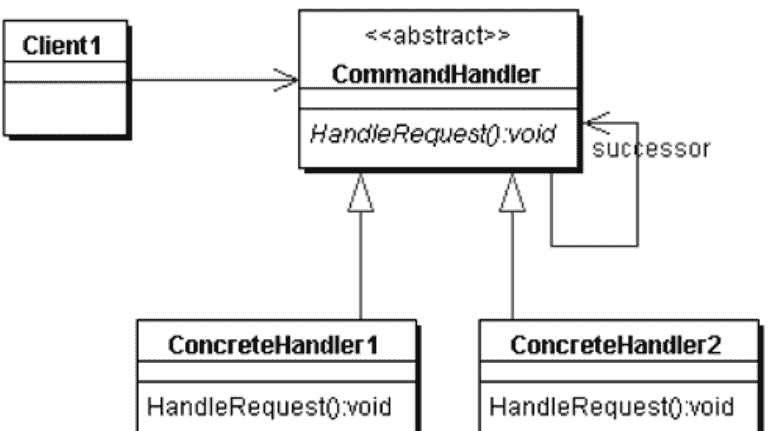 Client1
<<abstract>>
CommandHandler
HandleRequest():void
successor
ConcreteHandler1
HandleRequest():void
ConcreteHandler2
HandleRequest():void